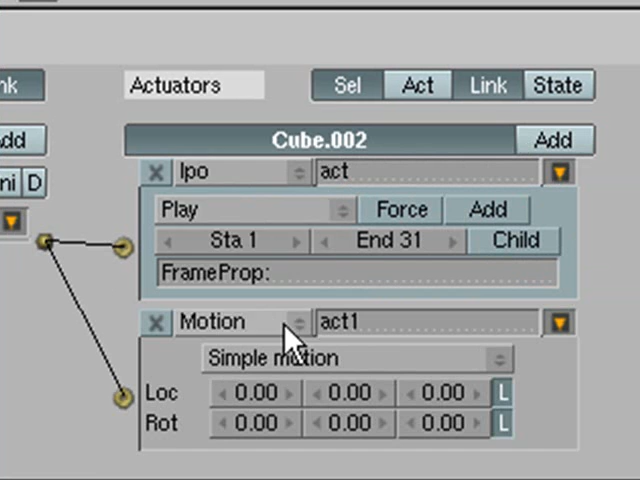 nk Actuators Sel Act Link State
dd Cube.002 Add
ni D X Ipo act
Play Force Add
Sta 1 End 31 Child
FrameProp:
X Motion act1
Simple motion
Loc 0.00 0.00 0.00 L
Rot 0.00 0.00 0.00 L